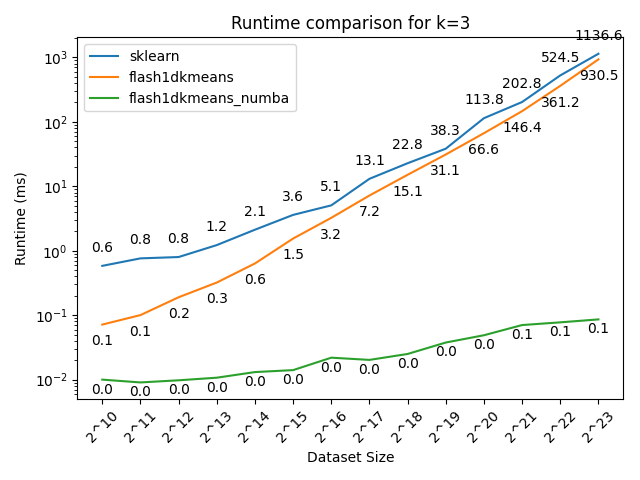 Runtime comparison for k=3
sklearn
flash1dkmeans
flash1dkmeans_numba
Runtime (ms)
10^3
10^2
10^1
10^0
10^-1
10^-2
0.6 0.8 0.8 1.2 2.1 3.6 5.1 13.1 22.8 38.3 113.8 202.8 524.5 1136.6
0.1 0.1 0.2 0.3 0.6 1.5 3.2 7.2 15.1 31.1 66.6 146.4 361.2 930.5
0.0 0.0 0.0 0.0 0.0 0.0 0.0 0.0 0.0 0.0 0.0 0.1 0.1 0.1
2^10 2^11 2^12 2^13 2^14 2^15 2^16 2^17 2^18 2^19 2^20 2^21 2^22 2^23
Dataset Size